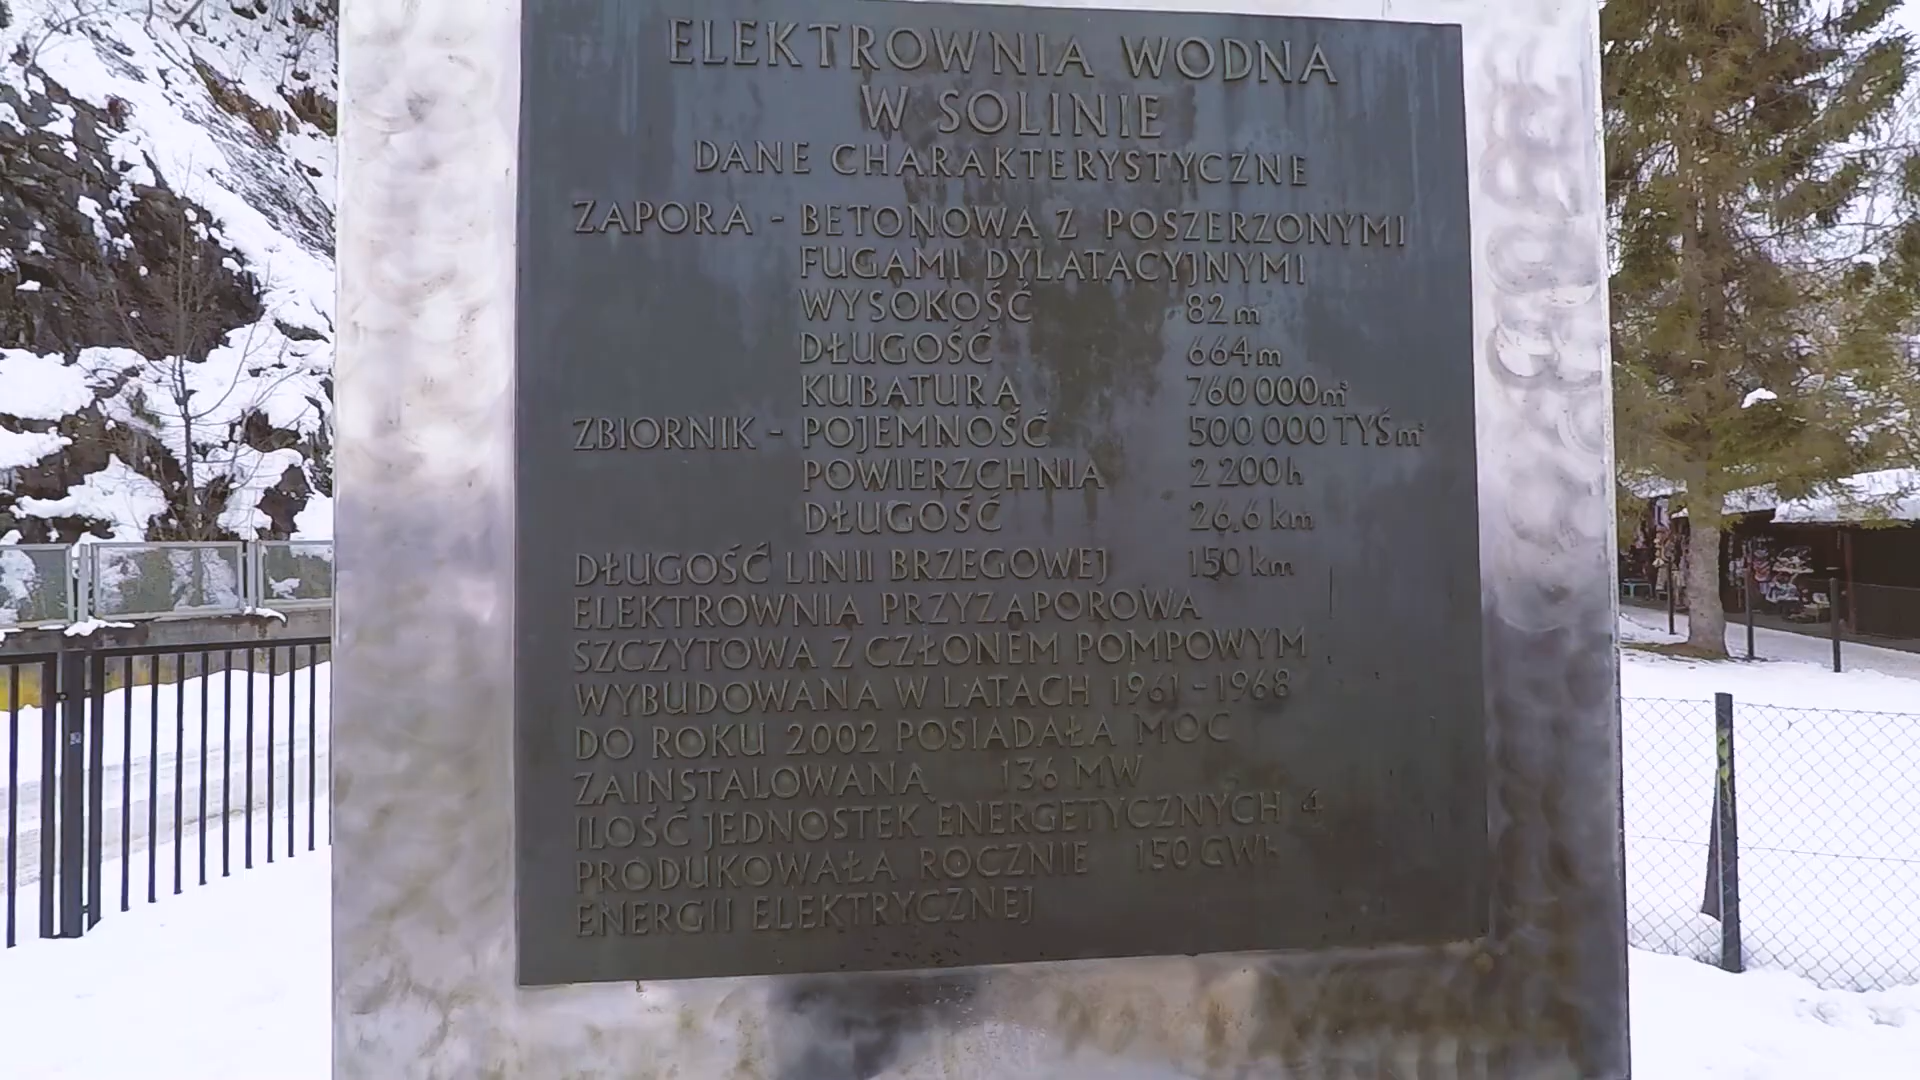 ELEKTROWNIA WODNA
W SOLINIE
DANE CHARAKTERYSTYCZNE
ZAPORA - BETONOWA Z POSZERZONYMI
FUGAMI DYLATACYJNYMI
WYSOKOŚĆ 82 m
DŁUGOŚĆ 664 m
KUBATURA 760 000 m³
ZBIORNIK - POJEMNOŚĆ 500 000 TYŚ m³
POWIERZCHNIA 2 200 h
DŁUGOŚĆ 26,6 km
DŁUGOŚĆ LINII BRZEGOWEJ 150 km
ELEKTROWNIA PRZYZAPOROWA
SZCZYTOWA Z CZŁONEM POMPOWYM
WYBUDOWANA W LATACH 1961 - 1968
DO ROKU 2002 POSIADAŁA MOC
ZAINSTALOWANĄ 136 MW
ILOŚĆ JEDNOSTEK ENERGETYCZNYCH 4
PRODUKOWAŁA ROCZNIE 150 GWh
ENERGII ELEKTRYCZNEJ